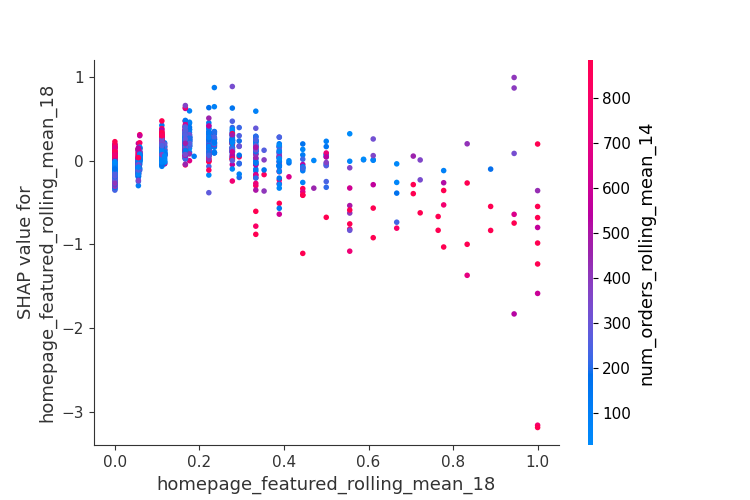 1
0
−1
−2
−3
SHAP value for
homepage_featured_rolling_mean_18
0.0 0.2 0.4 0.6 0.8 1.0
homepage_featured_rolling_mean_18
800
700
600
500
400
300
200
100
num_orders_rolling_mean_14